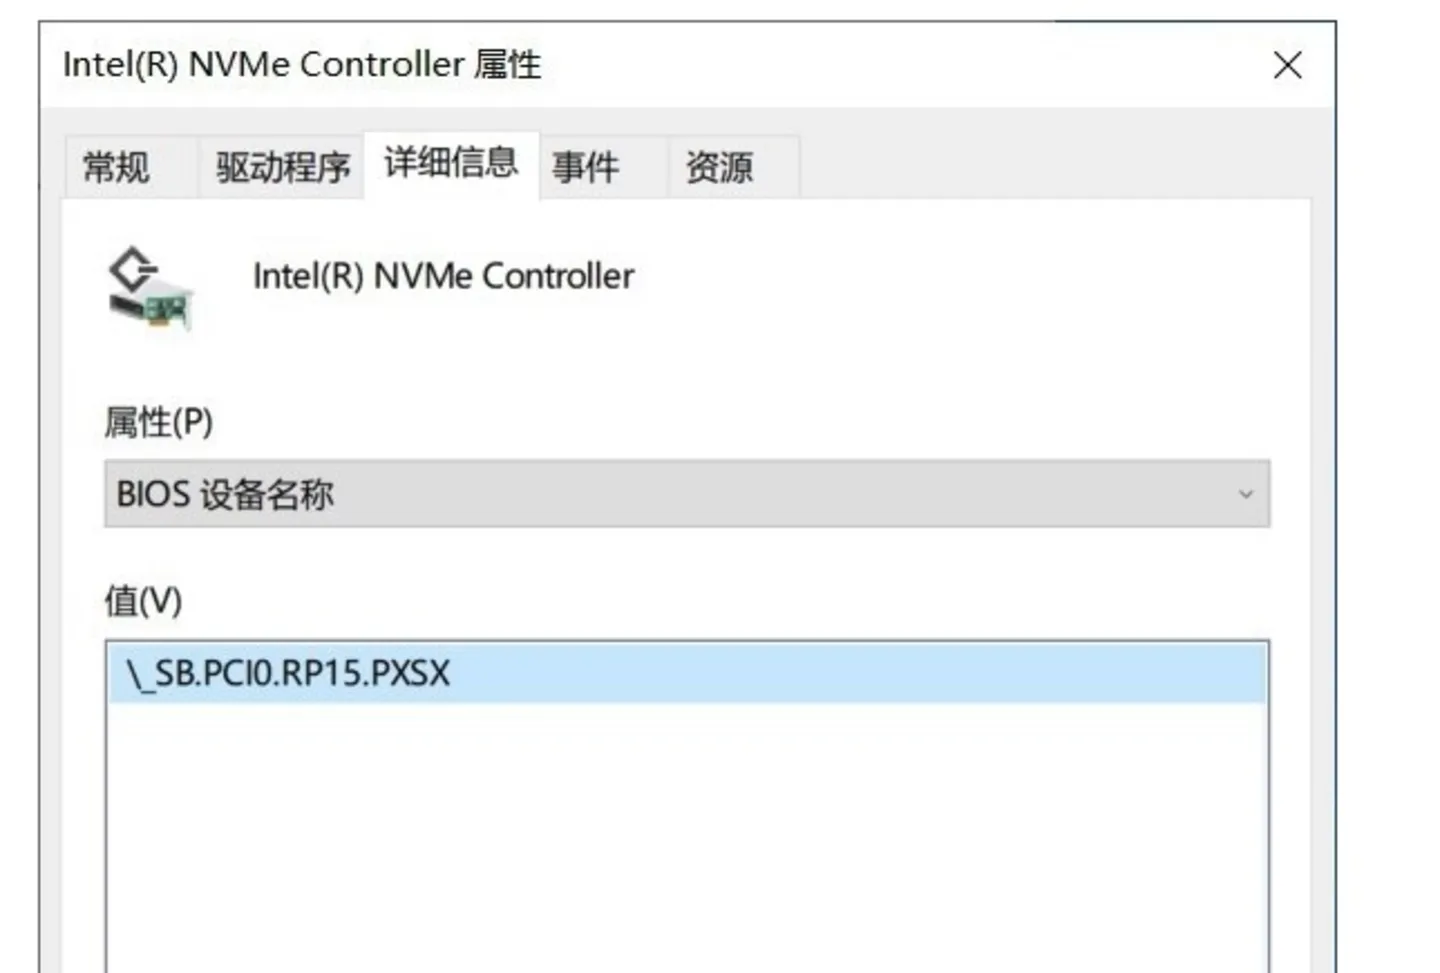 Intel(R) NVMe Controller 属性
常规 驱动程序 详细信息 事件 资源
Intel(R) NVMe Controller
属性(P)
BIOS 设备名称
值(V)
\_SB.PCI0.RP15.PXSX